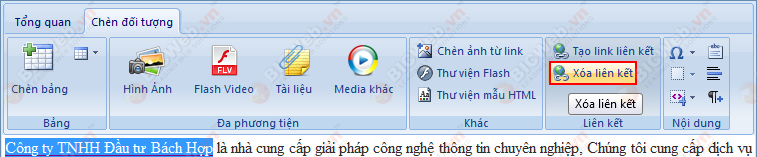 Tổng quan Chèn đối tượng
Chèn ảnh từ link Tạo link liên kết Ω
Thư viện Flash Xóa liên kết
Chèn bảng Hình Ảnh FLV Flash Video Tài liệu Media khác Aa Thư viện mẫu HTML Xóa liên kết
Bảng Đa phương tiện Khác Liên kết Nội dung
Công ty TNHH Đầu tư Bách Hợp là nhà cung cấp giải pháp công nghệ thông tin chuyên nghiệp, Chúng tôi cung cấp dịch vụ